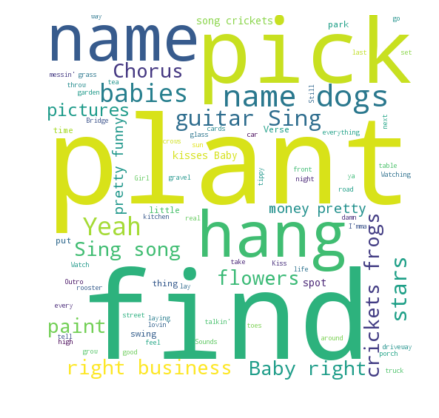 may
song crickets
park
go
name
pick
last
set
messin'
grass
Chorus
three
babies
name dogs
Still
garden
tea
pictures
Bridge
guitar Sing
glass
cards
Verse
everything
next
time
pretty funny
cross
sun
car
plant
kisses Baby
table
Watching
Girl
gravel
tippy
front
ya
night
road
little
money pretty
damn
I'mma
Yeah
hang
put
kitchen
real
Sing song
take
Kiss
life
crickets frogs
stars
Watch
flowers
spot
Outro
rooster
thing
lay
find
every
paint
street
laying
lovin'
talkin'
toes
swing
tell
high
feel
Sounds
around
driveway
porch
grow
good
right business
Baby right
truck